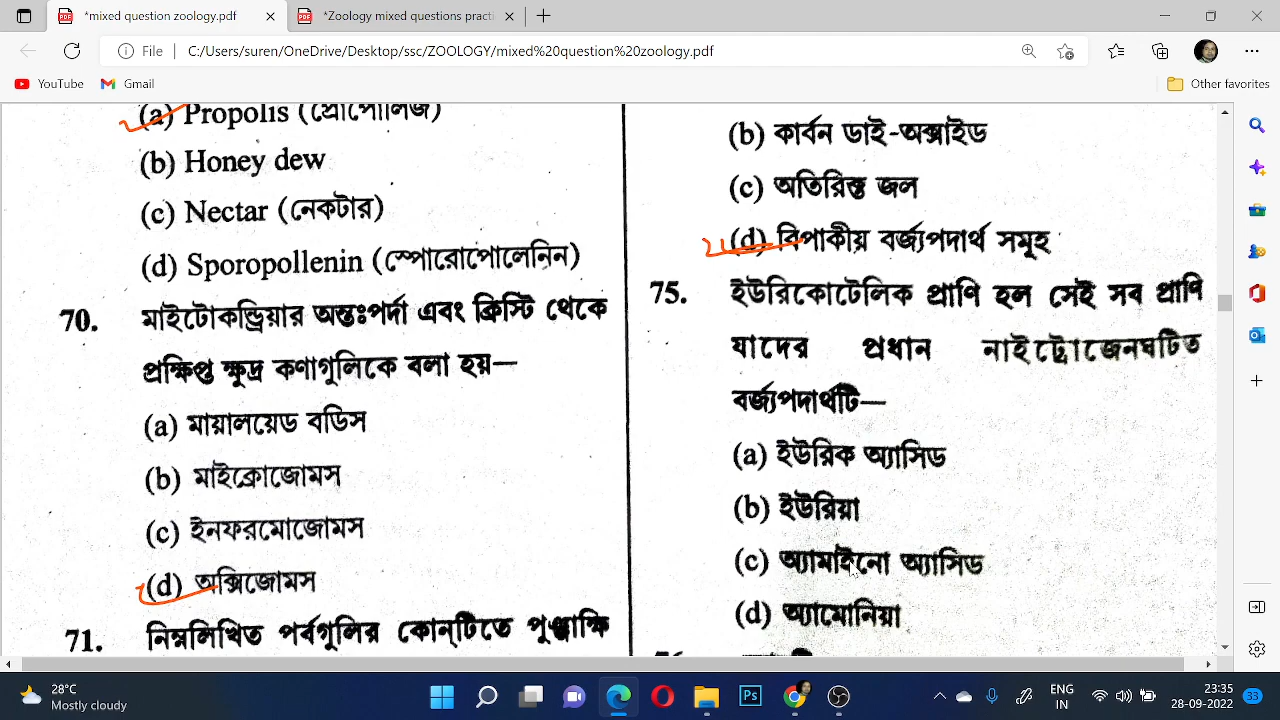 *mixed question zoology.pdf
*Zoology mixed questions practi
File
C:/Users/suren/OneDrive/Desktop/ssc/ZOOLOGY/mixed%20question%20zoology.pdf
YouTube
Gmail
Other favorites
(a) Propolis (প্রোপোলিজ)
(b) Honey dew
(c) Nectar (নেকটার)
(d) Sporopollenin (স্পোরোপোলেনিন)
70. মাইটোকন্ড্রিয়ার অন্তঃপর্দা এবং ক্রিস্টি থেকে
প্রক্ষিপ্ত ক্ষুদ্র কণাগুলিকে বলা হয়—
(a) মায়ালয়েড বডিস
(b) মাইক্রোজোমস
(c) ইনফরমোজোমস
(d) অক্সিজোমস
71. নিম্নলিখিত পর্বগুলির কোন্‌টিতে পুঞ্জাক্ষি
(b) কার্বন ডাই-অক্সাইড
(c) অতিরিক্ত জল
(d) বিপাকীয় বর্জ্যপদার্থ সমূহ
75. ইউরিকোটেলিক প্রাণি হল সেই সব প্রাণি
যাদের প্রধান নাইট্রোজেনঘটিত
বর্জ্যপদার্থটি—
(a) ইউরিক অ্যাসিড
(b) ইউরিয়া
(c) অ্যামাইনো অ্যাসিড
(d) অ্যামোনিয়া
28°C
Mostly cloudy
Ps
ENG
IN
23:35
28-09-2022
33